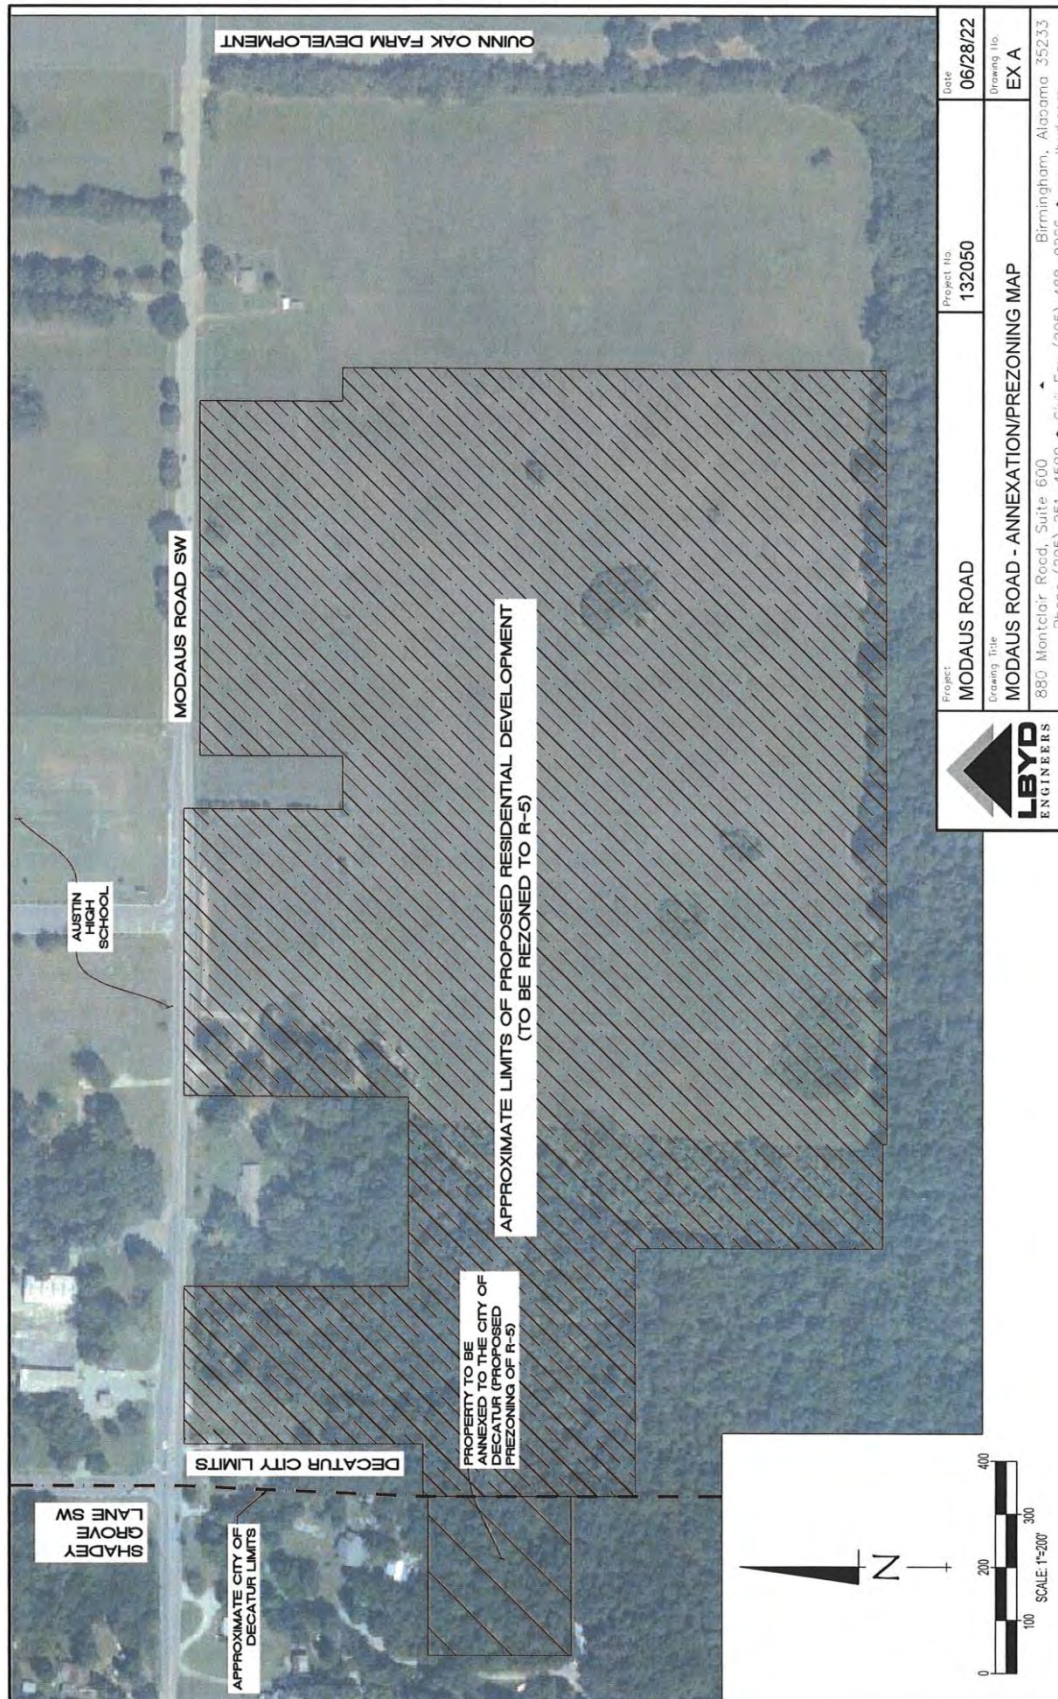 SHADEY
GROVE
LANE SW
APPROXIMATE CITY OF
DECATUR LIMITS
DECATUR CITY LIMITS
AUSTIN
HIGH
SCHOOL
MODAUS ROAD SW
QUINN OAK FARM DEVELOPMENT
PROPERTY TO BE
ANNEXED TO THE CITY OF
DECATUR (PROPOSED
PREZONING OF R-5)
APPROXIMATE LIMITS OF PROPOSED RESIDENTIAL DEVELOPMENT
(TO BE REZONED TO R-5)
N
0 100 200 300 400
SCALE: 1"=200'
LBYD
ENGINEERS
Project
MODAUS ROAD
Project No.
132050
Date
06/28/22
Drawing Title
MODAUS ROAD - ANNEXATION/PREZONING MAP
Drawing No.
EX A
880 Montclair Road, Suite 600 Birmingham, Alabama 35233